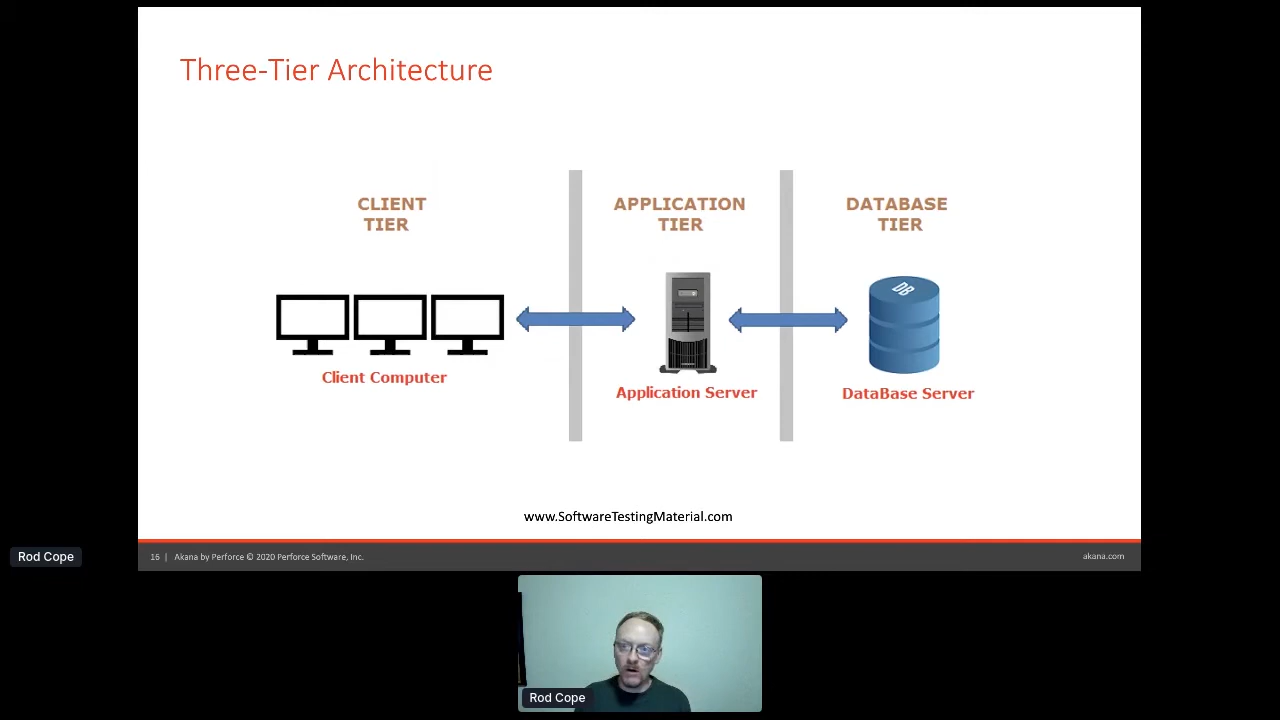 Three-Tier Architecture
CLIENT
TIER
APPLICATION
TIER
DATABASE
TIER
DB
Client Computer
Application Server
DataBase Server
www.SoftwareTestingMaterial.com
Rod Cope
16 | Akana by Perforce © 2020 Perforce Software, Inc.
akana.com
Rod Cope